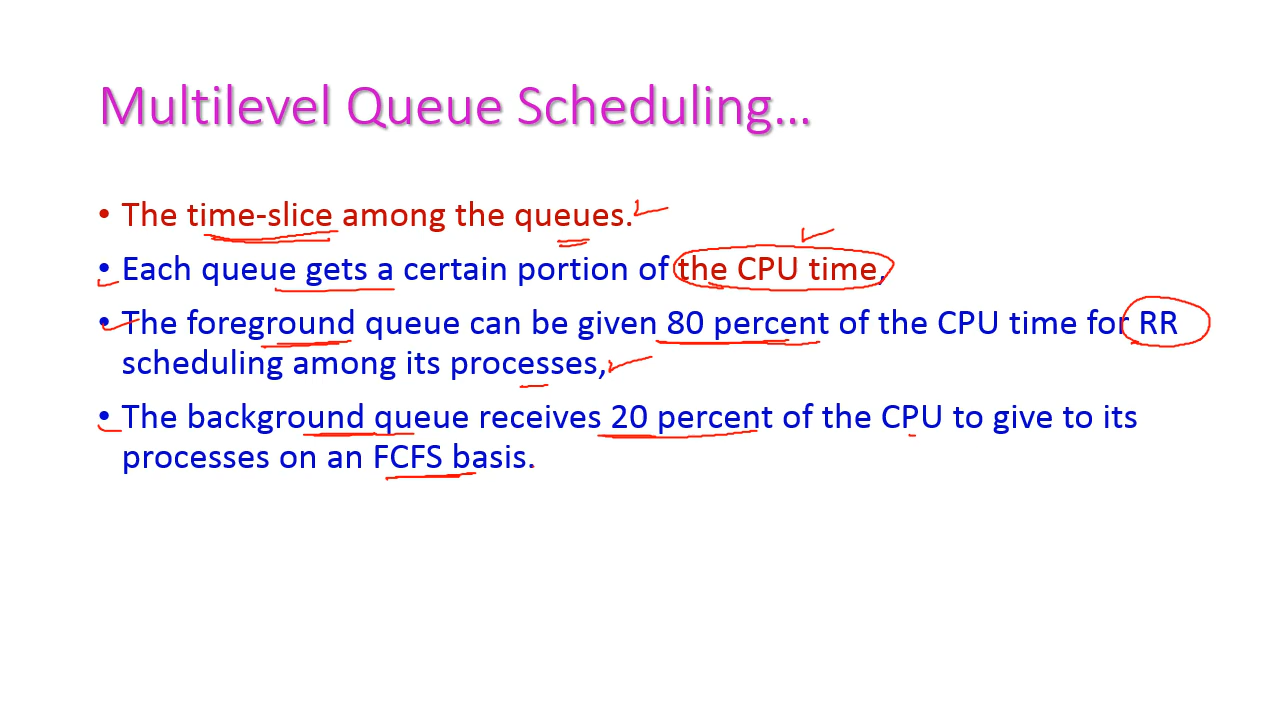 Multilevel Queue Scheduling...
• The time-slice among the queues.
• Each queue gets a certain portion of the CPU time,
• The foreground queue can be given 80 percent of the CPU time for RR
scheduling among its processes,
• The background queue receives 20 percent of the CPU to give to its
processes on an FCFS basis.